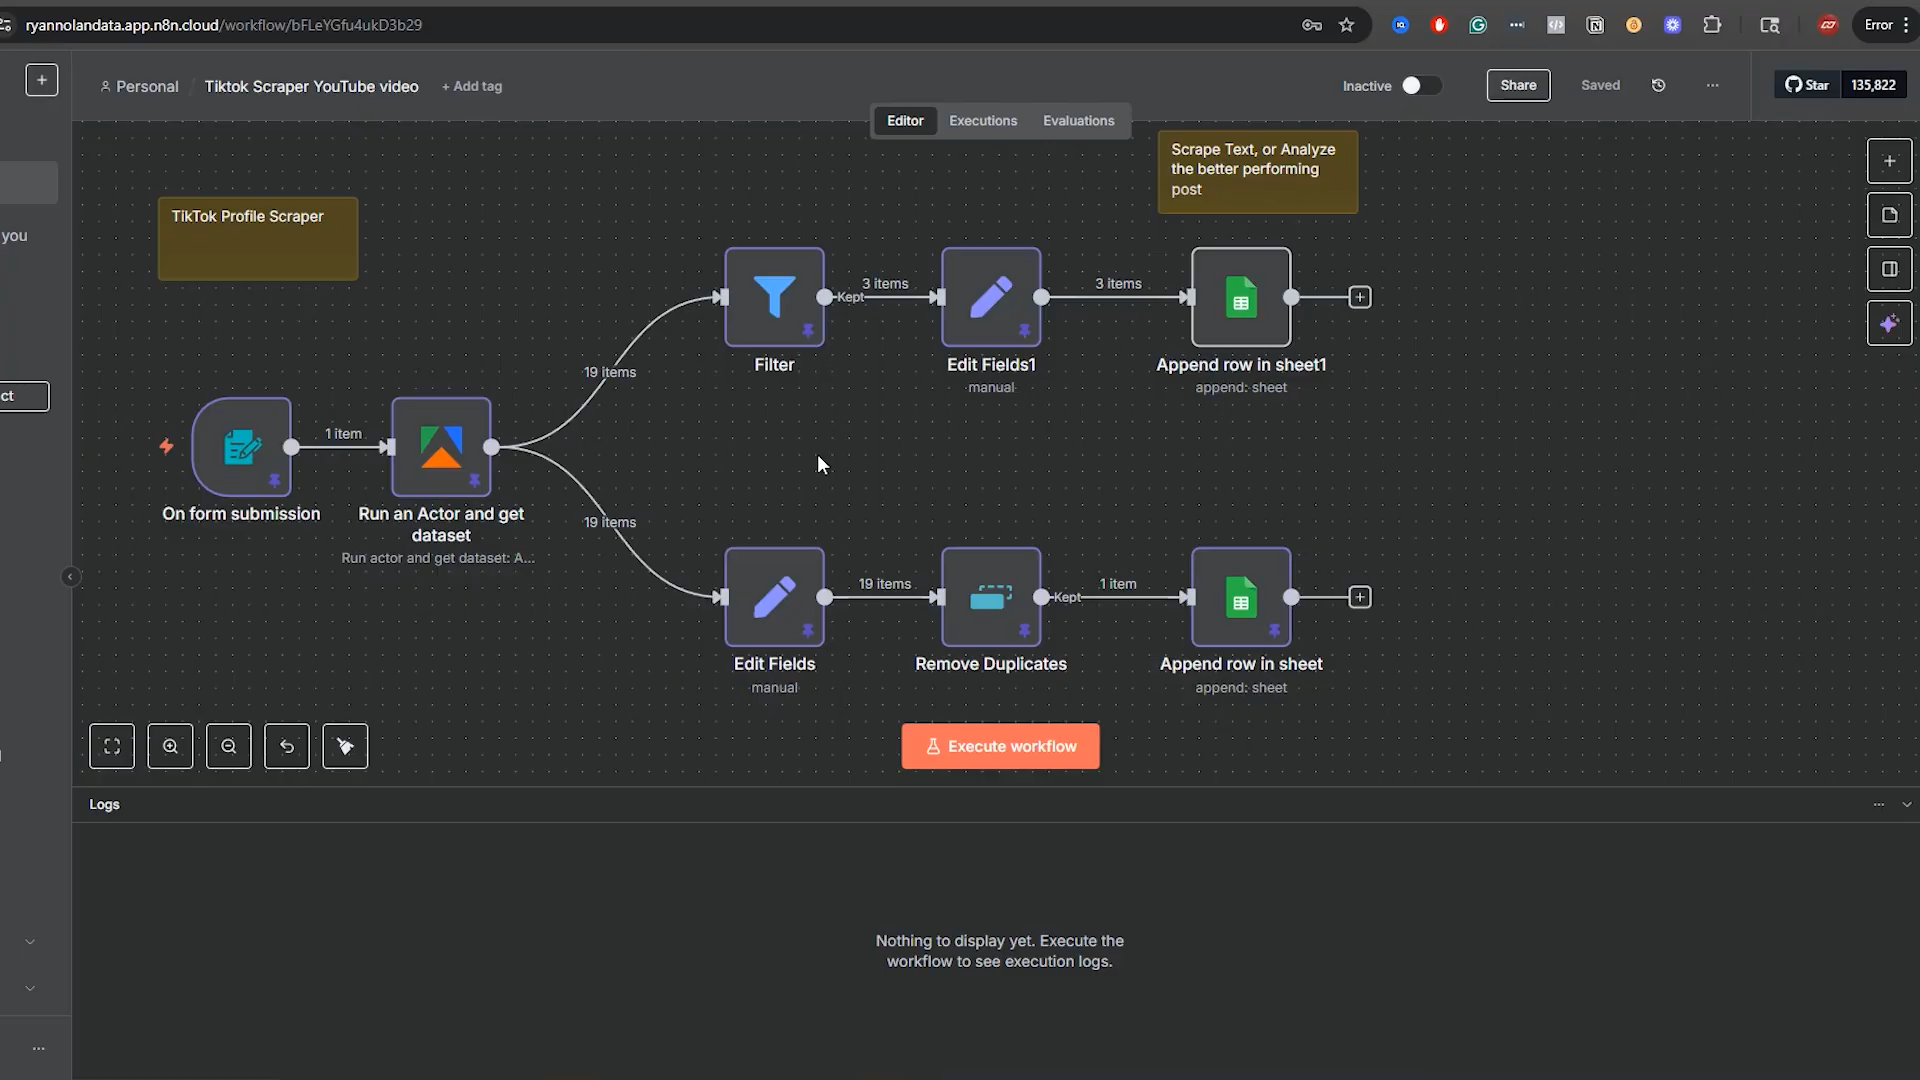 ryannolandata.app.n8n.cloud/workflow/bFLeYGfu4ukD3b29
Error
Personal / Tiktok Scraper YouTube video + Add tag
Inactive
Share
Saved
Star 135,822
Editor Executions Evaluations
Scrape Text, or Analyze
the better performing
post
TikTok Profile Scraper
you
ct
3 items
Kept
3 items
Filter
Edit Fields1
manual
Append row in sheet1
append: sheet
19 items
1 item
On form submission
Run an Actor and get
dataset
Run actor and get dataset: A...
19 items
19 items
Kept
1 item
Edit Fields
manual
Remove Duplicates
Append row in sheet
append: sheet
Execute workflow
Logs
Nothing to display yet. Execute the
workflow to see execution logs.